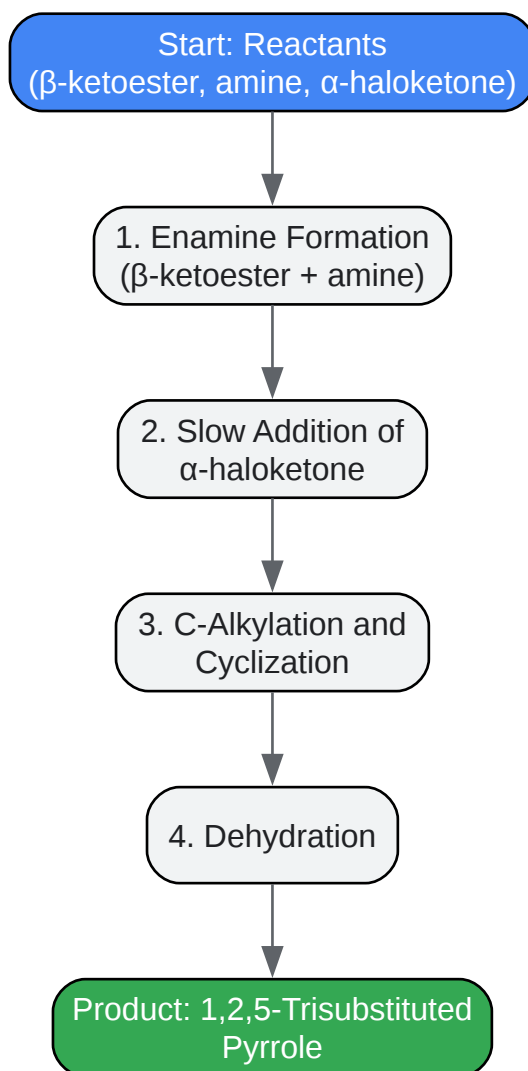 Start: Reactants
(β-ketoester, amine, α-haloketone)
1. Enamine Formation
(β-ketoester + amine)
2. Slow Addition of
α-haloketone
3. C-Alkylation and
Cyclization
4. Dehydration
Product: 1,2,5-Trisubstituted
Pyrrole